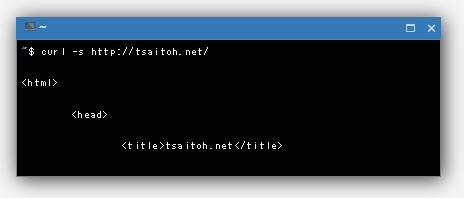 ~
~$ curl -s http://tsaitoh.net/
<html>
<head>
<title>tsaitoh.net</title>